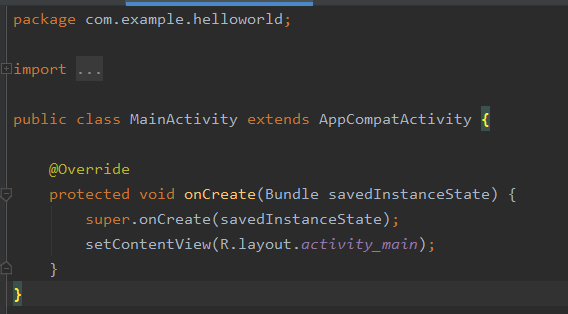 package com.example.helloworld;
import ...
public class MainActivity extends AppCompatActivity {
@Override
protected void onCreate(Bundle savedInstanceState) {
super.onCreate(savedInstanceState);
setContentView(R.layout.activity_main);
}
}